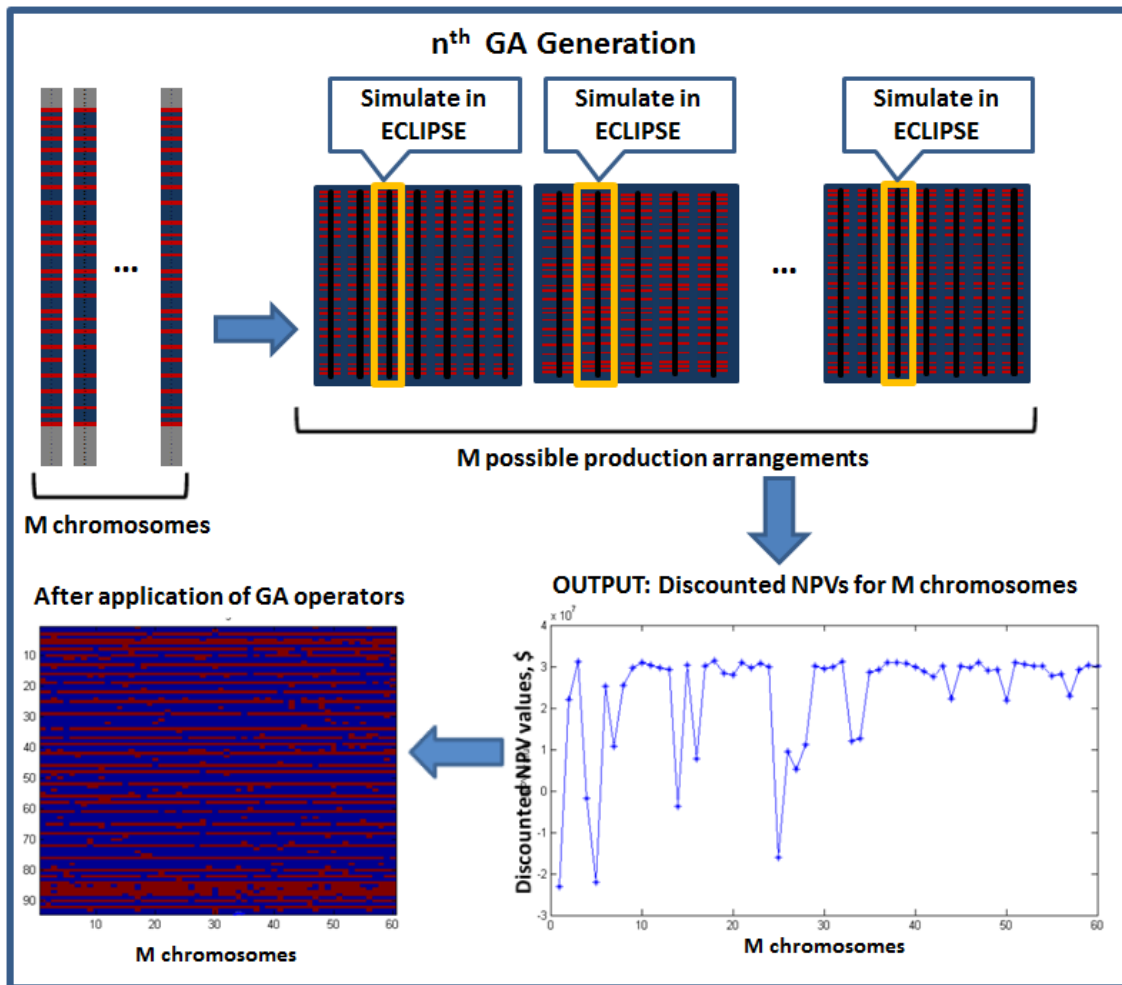 nth GA Generation
Simulate in
ECLIPSE
Simulate in
ECLIPSE
Simulate in
ECLIPSE
...
...
M chromosomes
M possible production arrangements
After application of GA operators
10
20
30
40
50
60
70
80
90
10
20
30
40
50
60
M chromosomes
OUTPUT: Discounted NPVs for M chromosomes
x 10^7
4
3
2
1
0
-1
-2
-3
Discounted NPV values, $
0
10
20
30
40
50
60
M chromosomes